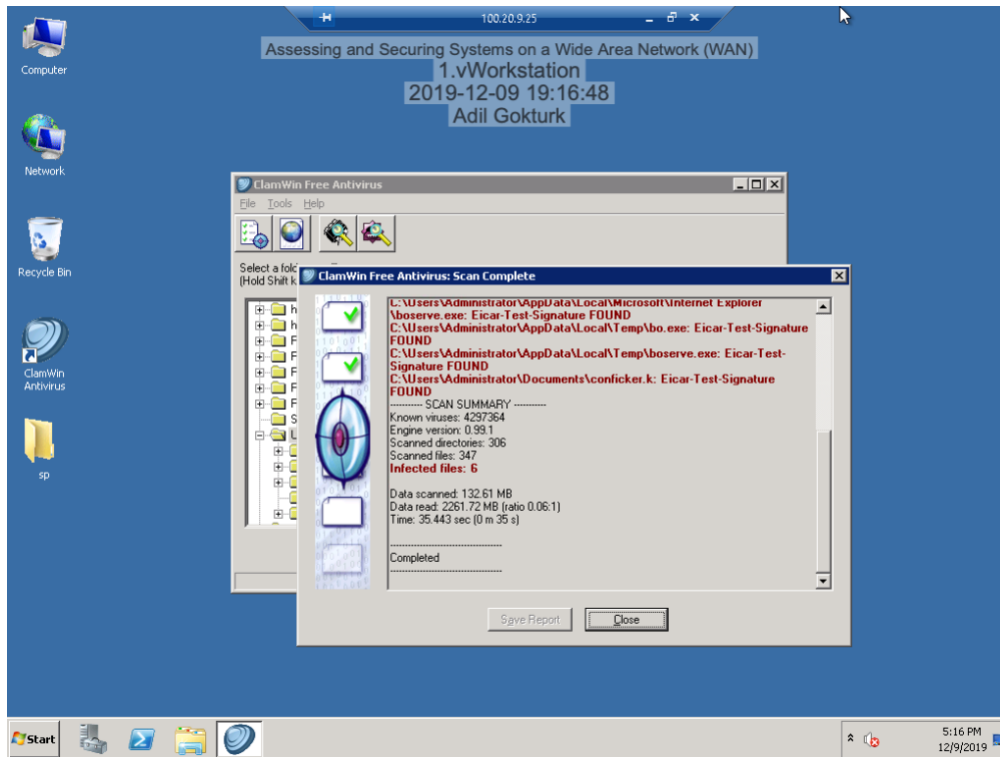 100.20.9.25
Assessing and Securing Systems on a Wide Area Network (WAN)
1.vWorkstation
2019-12-09 19:16:48
Adil Gokturk
Computer
Network
Recycle Bin
ClamWin
Antivirus
sp
ClamWin Free Antivirus
File Tools Help
Select a fol
(Hold Shift k
h
h
F
F
F
F
F
S
U
ClamWin Free Antivirus: Scan Complete
C:\Users\Administrator\AppData\Local\Microsoft\Internet Explorer
\boserve.exe: Eicar-Test-Signature FOUND
C:\Users\Administrator\AppData\Local\Temp\bo.exe: Eicar-Test-Signature
FOUND
C:\Users\Administrator\AppData\Local\Temp\boserve.exe: Eicar-Test-
Signature FOUND
C:\Users\Administrator\Documents\conficker.k: Eicar-Test-Signature
FOUND
---------- SCAN SUMMARY ----------
Known viruses: 4297364
Engine version: 0.99.1
Scanned directories: 306
Scanned files: 347
Infected files: 6
Data scanned: 132.61 MB
Data read: 2261.72 MB (ratio 0.06:1)
Time: 35.443 sec (0 m 35 s)
--------------------------------------
Completed
--------------------------------------
Save Report
Close
Start
5:16 PM
12/9/2019